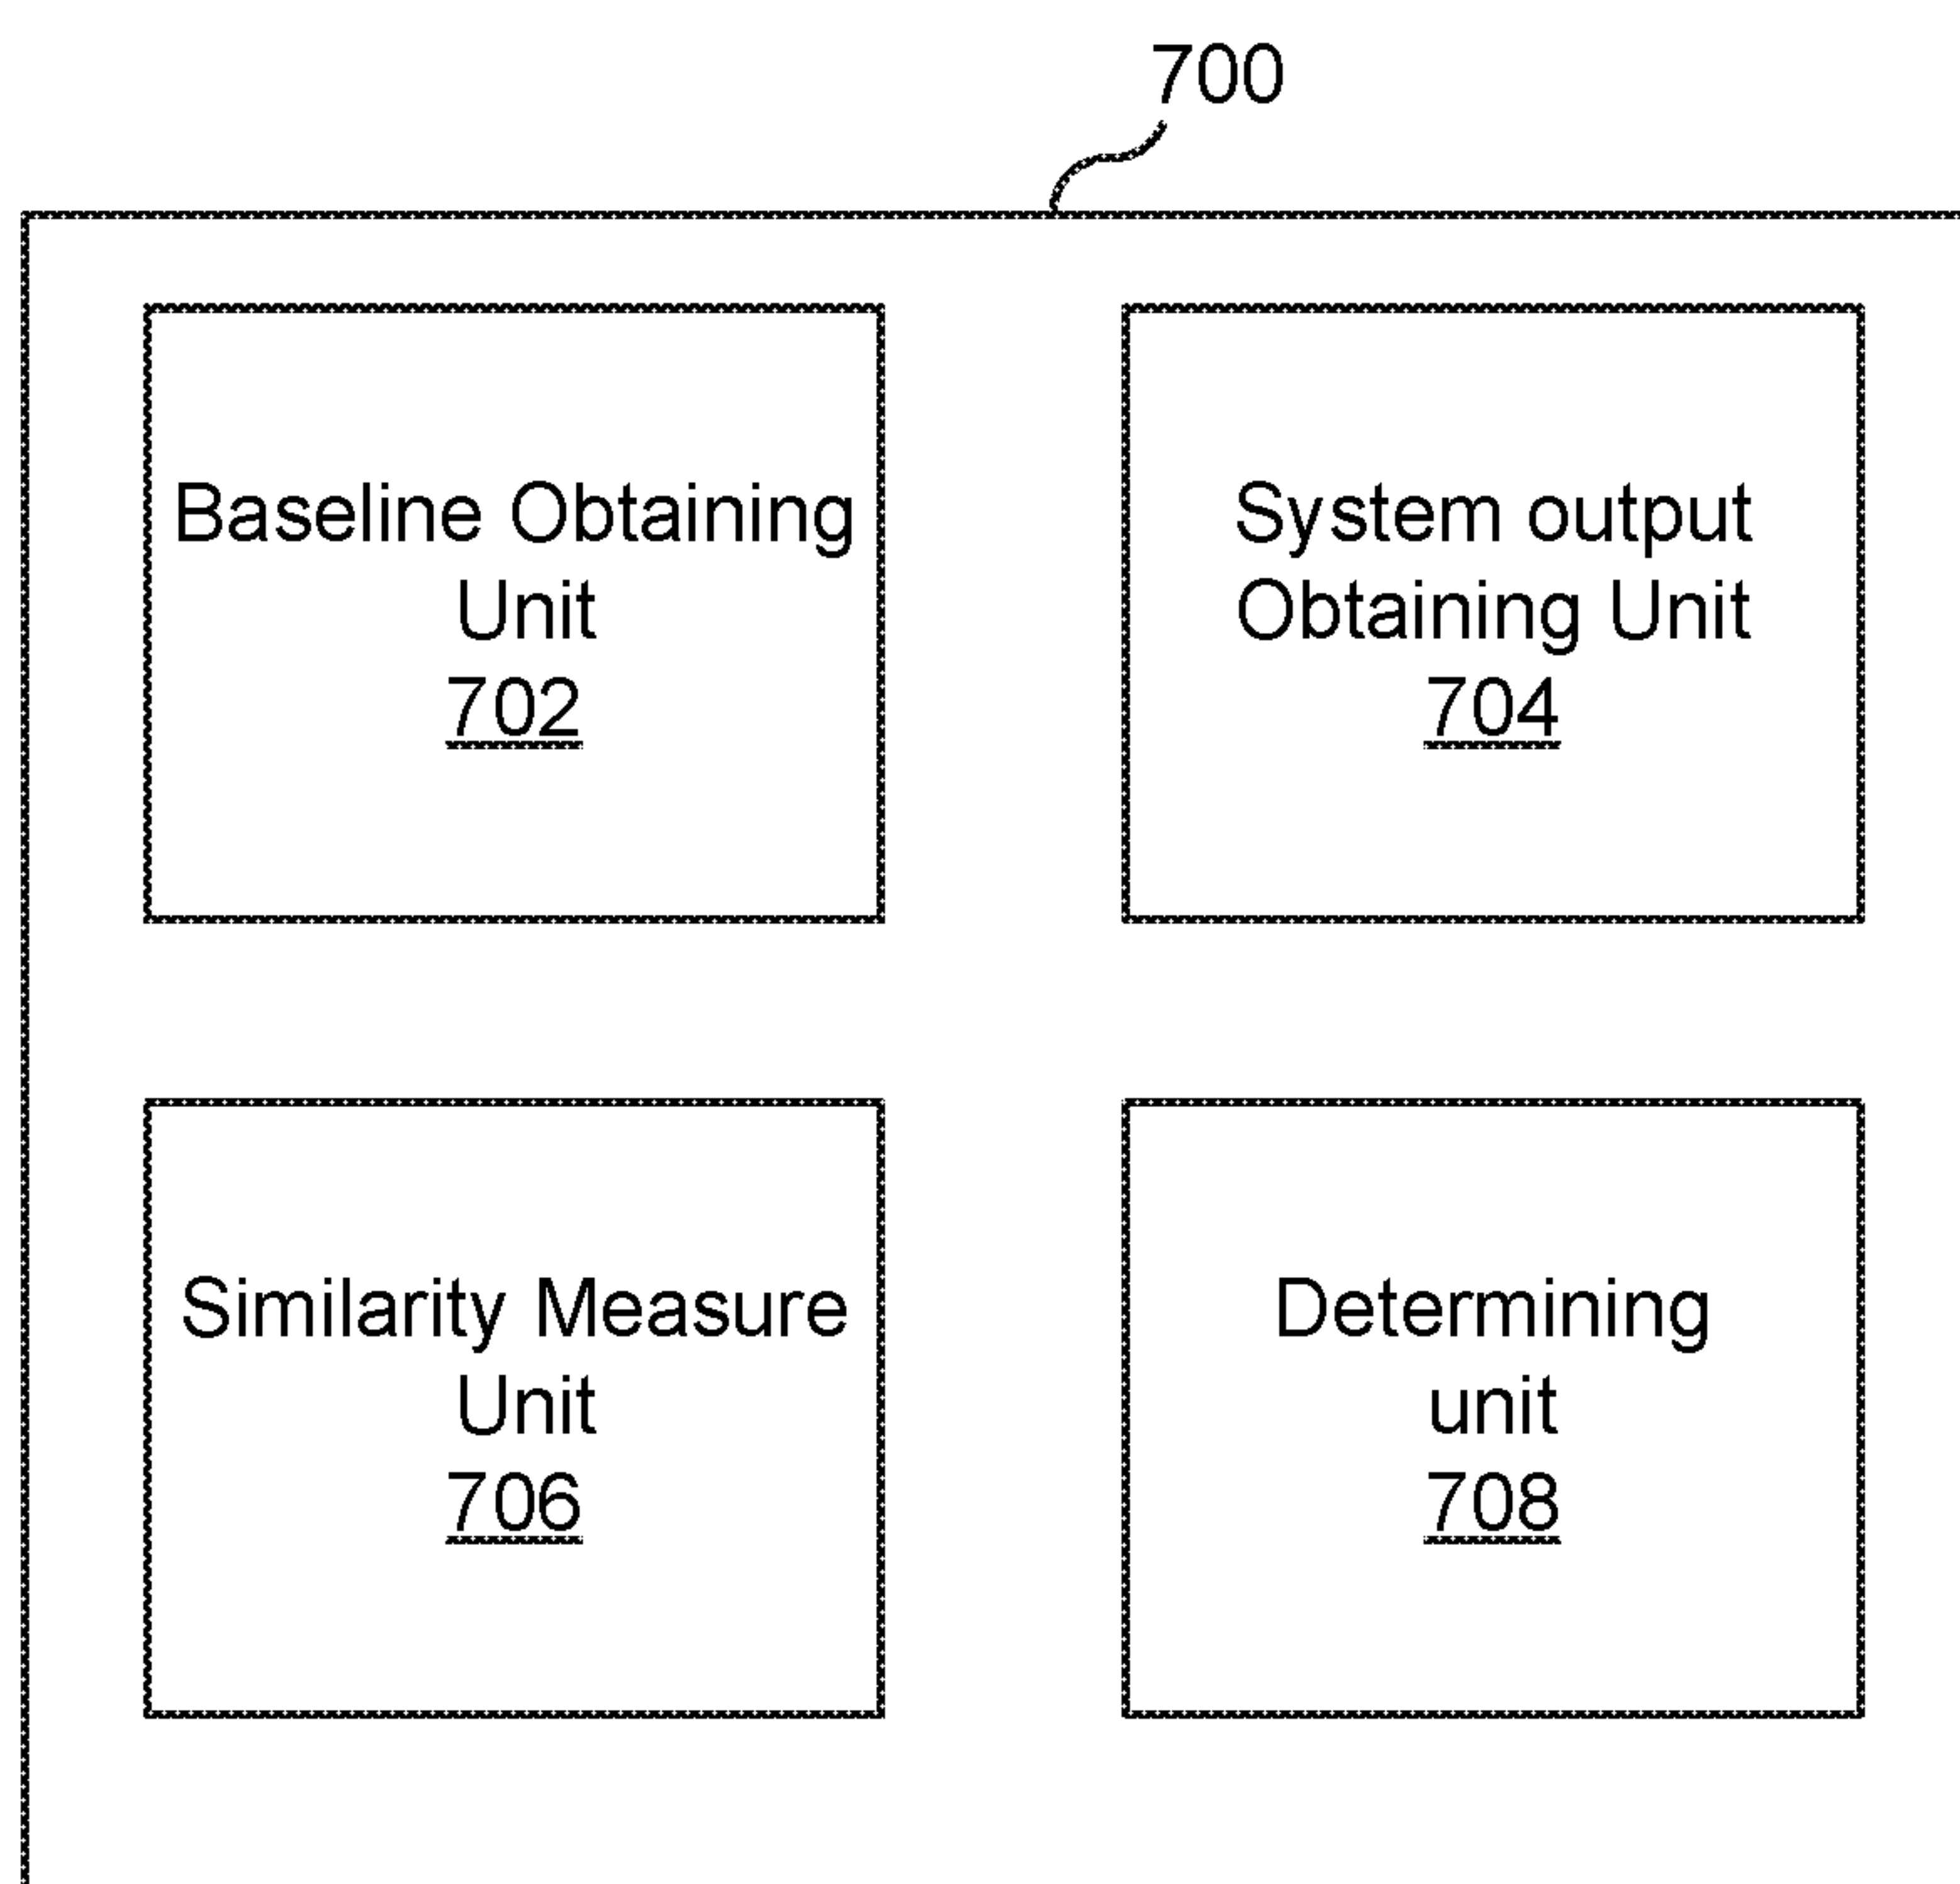 700
Baseline Obtaining
Unit
702
System output
Obtaining Unit
704
Similarity Measure
Unit
706
Determining
unit
708